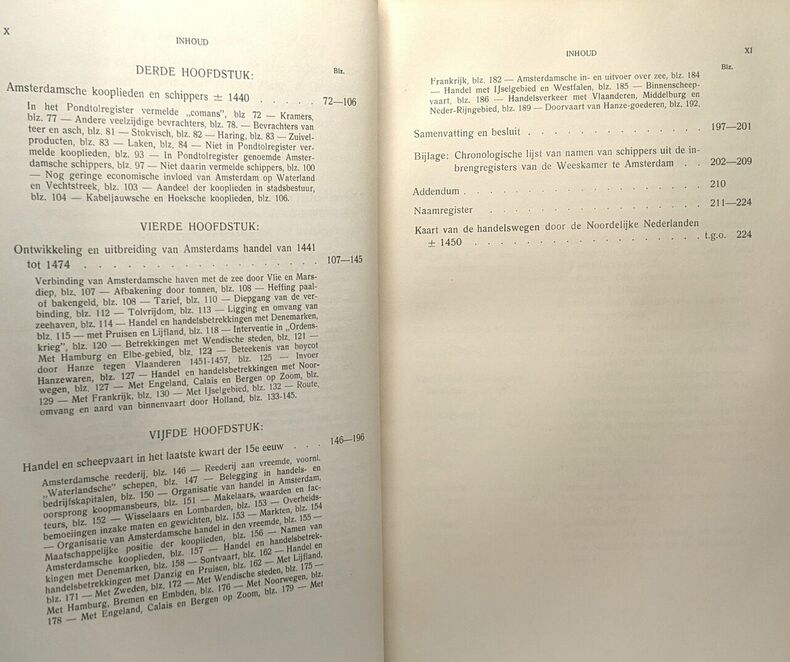 X
INHOUD
DERDE HOOFDSTUK:
Blz.
Amsterdamsche kooplieden en schippers ± 1440 . . . . . 72—106
In het Pondtolregister vermelde „comans", blz 72 — Kramers,
blz. 77 — Andere veelzijdige bevrachters, blz. 78. — Bevrachters van
teer en asch, blz. 81 — Stokvisch, blz. 82 — Haring, blz. 83 — Zuivel-
producten, blz. 83 — Laken, blz. 84 — Niet in Pondtolregister ver-
melde kooplieden, blz. 93 — In Pondtolregister genoemde Amster-
damsche schippers, blz. 97 — Niet daarin vermelde schippers, blz. 100
— Nog geringe economische invloed van Amsterdam op Waterland
en Vechtstreek, blz. 103 — Aandeel der kooplieden in stadsbestuur,
blz. 104 — Kabeljauwsche en Hoeksche kooplieden, blz. 106.
VIERDE HOOFDSTUK:
Ontwikkeling en uitbreiding van Amsterdams handel van 1441
tot 1474 . . . . . . . . . . . . . . . . 107—145
Verbinding van Amsterdamsche haven met de zee door Vlie en Mars-
diep, blz. 107 — Afbakening door tonnen, blz. 108 — Heffing paal-
of bakengeld, blz. 108 — Tarief, blz. 110 — Diepgang van de ver-
binding, blz. 112 — Tolvrijdom, blz. 113 — Ligging en omvang van
zeehaven, blz. 114 — Handel en handelsbetrekkingen met Denemarken,
blz. 115 — met Pruisen en Lijfland, blz. 118 — Interventie in „Ordens-
krieg", blz. 120 — Betrekkingen met Wendische steden, blz. 121 —
Met Hamburg en Elbe-gebied, blz. 123 — Beteekenis van boycot
door Hanze tegen Vlaanderen 1451-1457, blz. 125 — Invoer
Hanzewaren, blz. 127 — Handel en handelsbetrekkingen met Noor-
wegen, blz. 127 — Met Engeland, Calais en Bergen op Zoom, blz.
129 — Met Frankrijk, blz. 130 — Met IJselgebied, blz. 132 — Route,
omvang en aard van binnenvaart door Holland, blz. 133-145.
VIJFDE HOOFDSTUK:
Handel en scheepvaart in het laatste kwart der 15e eeuw . . . 146—196
Amsterdamsche reederij, blz. 146 — Reederij aan vreemde, voornl.
„Waterlandsche" schepen, blz. 147 — Belegging in handels- en
bedrijfskapitalen, blz. 150 — Organisatie van handel in Amsterdam,
oorsprong koopmansbeurs, blz. 151 — Makelaars, waarden en fac-
teurs, blz. 152 — Wisselaars en Lombarden, blz. 153 — Overheids-
bemoeiingen inzake maten en gewichten, blz. 153 — Markten, blz. 154
— Organisatie van Amsterdamsche handel in den vreemde, blz. 155 —
Maatschappelijke positie der kooplieden, blz. 156 — Namen van
Amsterdamsche kooplieden, blz. 157 — Handel en handelsbetrek-
kingen met Denemarken, blz. 158 — Sontvaart, blz. 162 — Handel en
handelsbetrekkingen met Danzig en Pruisen, blz. 162 — Met Lijfland,
blz. 171 — Met Zweden, blz. 172 — Met Wendische steden, blz. 175 —
Met Hamburg, Bremen en Embden, blz. 176 — Met Noorwegen, blz.
178 — Met Engeland, Calais en Bergen op Zoom, blz. 179 — Met
INHOUD
XI
Blz.
Frankrijk, blz. 182 — Amsterdamsche in- en uitvoer over zee, blz. 184
— Handel met IJselgebied en Westfalen, blz. 185 — Binnenscheep-
vaart, blz. 186 — Handelsverkeer met Vlaanderen, Middelburg en
Neder-Rijngebied, blz. 189 — Doorvaart van Hanze-goederen, blz. 192.
Samenvatting en besluit . . . . . . . . . . . . 197—201
Bijlage: Chronologische lijst van namen van schippers uit de in-
brengregisters van de Weeskamer te Amsterdam . . 202—209
Addendum . . . . . . . . . . . . . . . . 210
Naamregister . . . . . . . . . . . . . . . 211—224
Kaart van de handelswegen door de Noordelijke Nederlanden
± 1450 . . . . . . . . . . . . . . . . t.g.o. 224